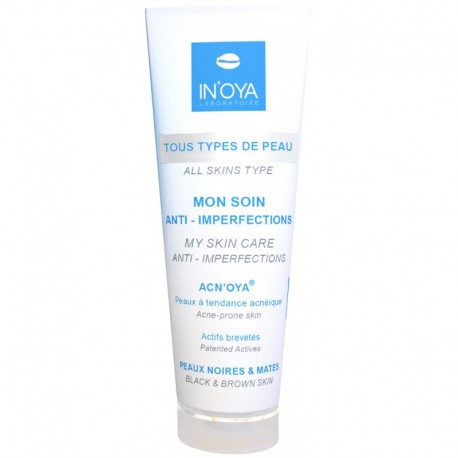 IN'OYA
LABORATOIRE
TOUS TYPES DE PEAU
ALL SKINS TYPE
MON SOIN
ANTI - IMPERFECTIONS
MY SKIN CARE
ANTI - IMPERFECTIONS
ACN'OYA®
Peaux à tendance acnéique
Acne-prone skin
Actifs brevetés
Patented Actives
PEAUX NOIRES & MATES
BLACK & BROWN SKIN